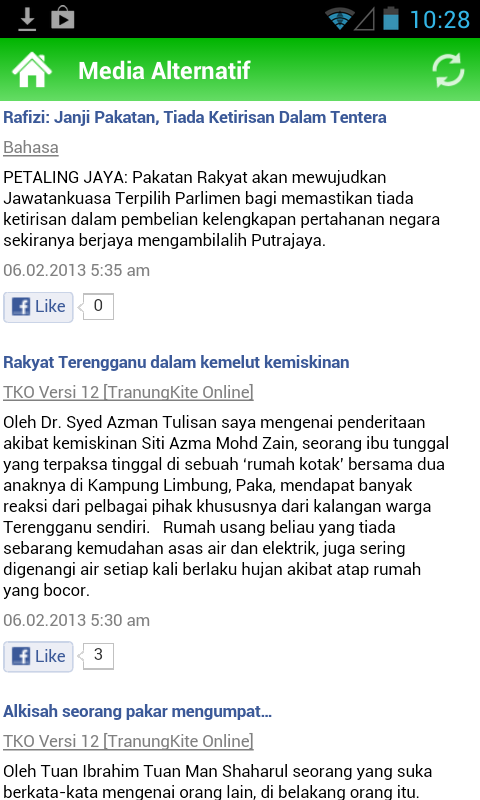 10:28
Media Alternatif
Rafizi: Janji Pakatan, Tiada Ketirisan Dalam Tentera
Bahasa
PETALING JAYA: Pakatan Rakyat akan mewujudkan
Jawatankuasa Terpilih Parlimen bagi memastikan tiada
ketirisan dalam pembelian kelengkapan pertahanan negara
sekiranya berjaya mengambilalih Putrajaya.
06.02.2013 5:35 am
f Like 0
Rakyat Terengganu dalam kemelut kemiskinan
TKO Versi 12 [TranungKite Online]
Oleh Dr. Syed Azman Tulisan saya mengenai penderitaan
akibat kemiskinan Siti Azma Mohd Zain, seorang ibu tunggal
yang terpaksa tinggal di sebuah ‘rumah kotak’ bersama dua
anaknya di Kampung Limbung, Paka, mendapat banyak
reaksi dari pelbagai pihak khususnya dari kalangan warga
Terengganu sendiri.   Rumah usang beliau yang tiada
sebarang kemudahan asas air dan elektrik, juga sering
digenangi air setiap kali berlaku hujan akibat atap rumah
yang bocor.
06.02.2013 5:30 am
f Like 3
Alkisah seorang pakar mengumpat…
TKO Versi 12 [TranungKite Online]
Oleh Tuan Ibrahim Tuan Man Shaharul seorang yang suka
berkata-kata mengenai orang lain, di belakang orang itu.